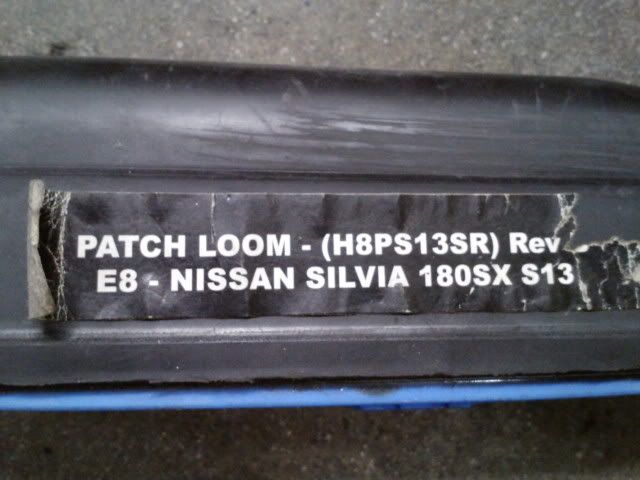 PATCH LOOM - (H8PS13SR) Rev
E8 - NISSAN SILVIA 180SX S13